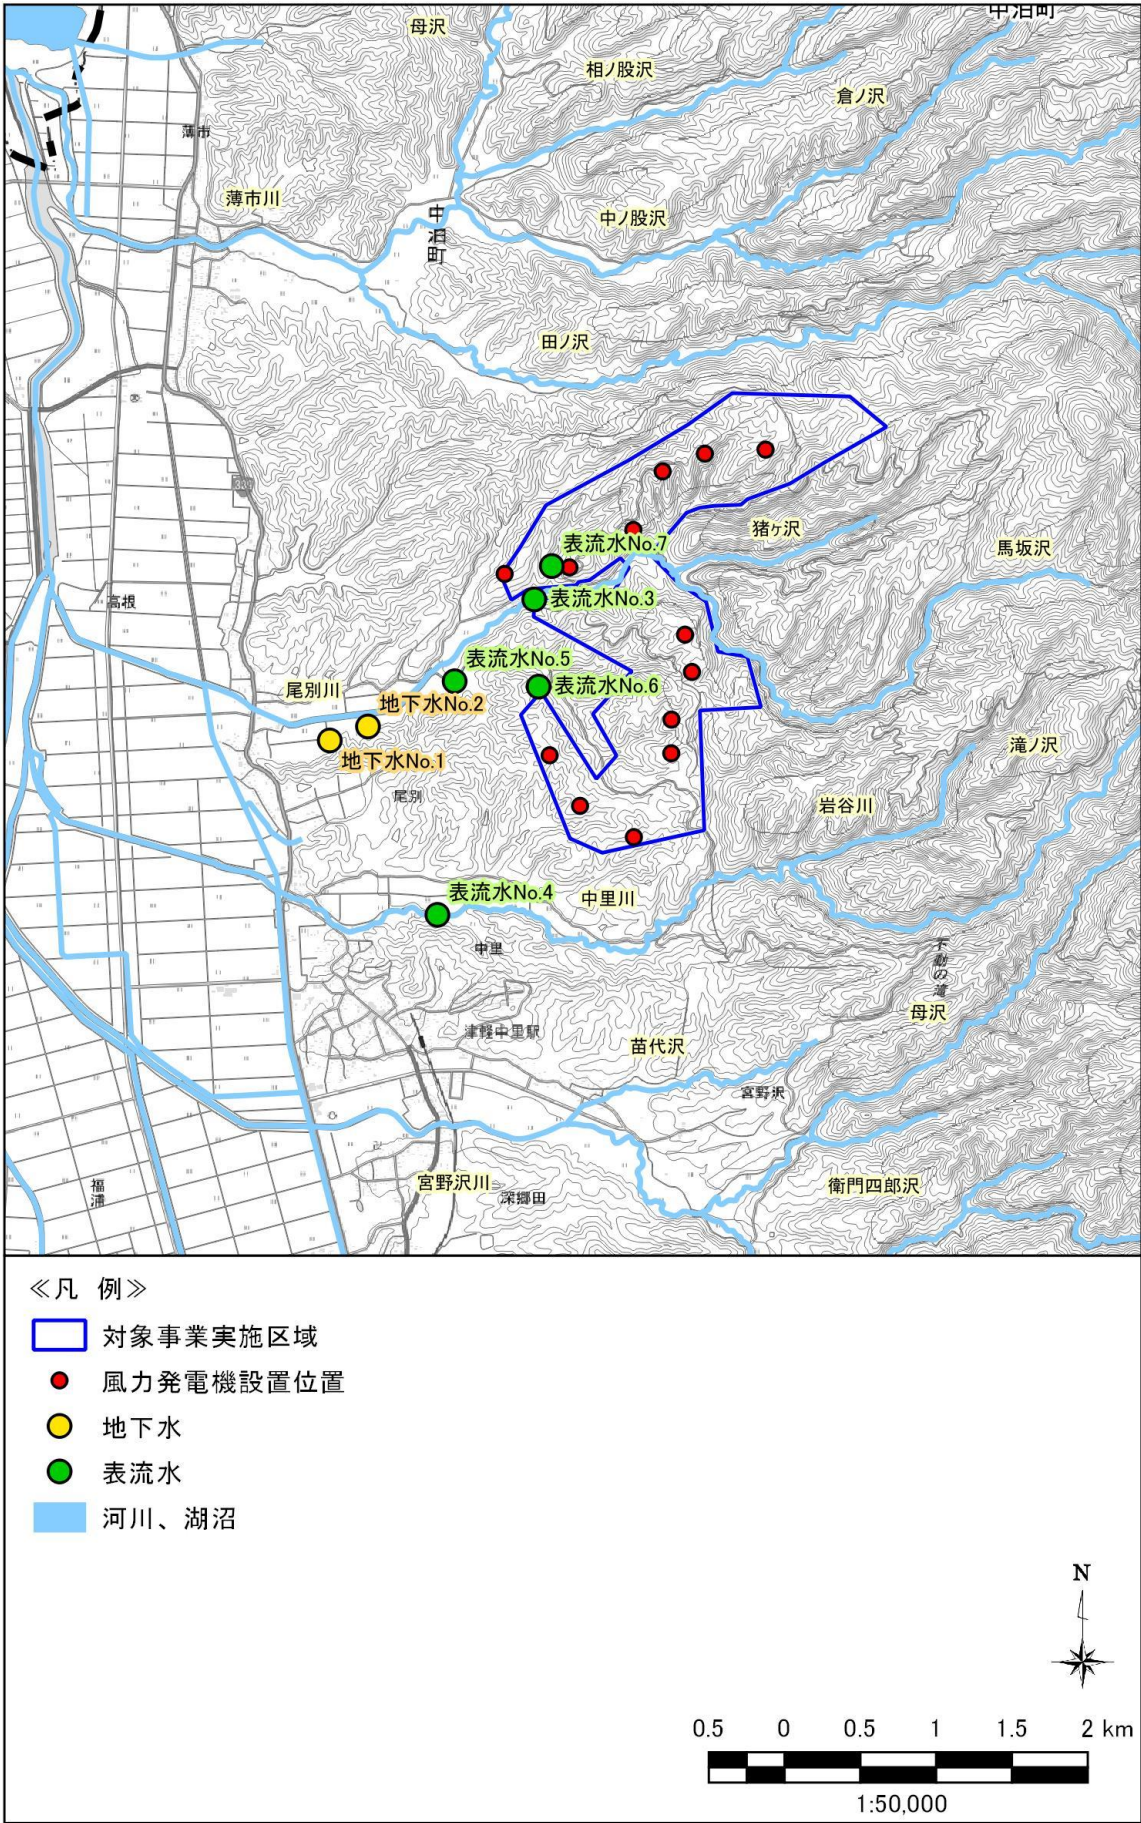 中泊町
母沢
相ノ股沢
倉ノ沢
薄市
薄市川
中泊町
中ノ股沢
田ノ沢
猪ヶ沢
表流水No.7
馬坂沢
高根
表流水No.3
表流水No.5
表流水No.6
尾別川
地下水No.2
地下水No.1
滝ノ沢
尾別
岩谷川
表流水No.4
中里川
中里
不動の滝
母沢
津軽中里駅
苗代沢
宮野沢
福浦
宮野沢川
深郷田
衛門四郎沢
≪凡 例≫
対象事業実施区域
風力発電機設置位置
地下水
表流水
河川、湖沼
N
0.5 0 0.5 1 1.5 2 km
1:50,000